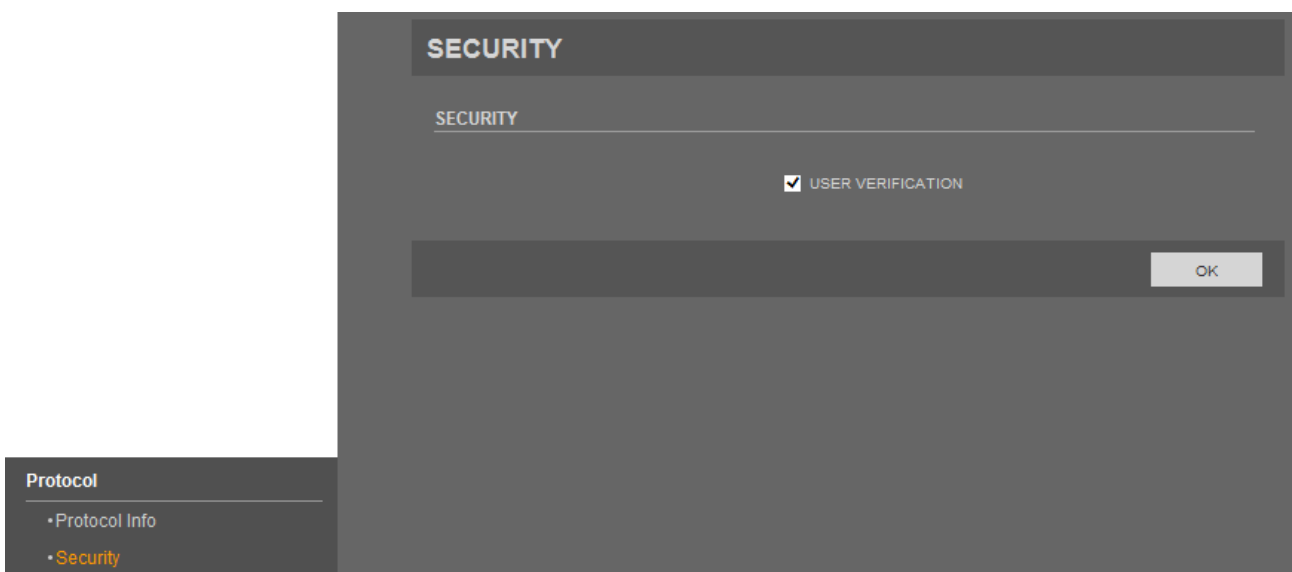 SECURITY
SECURITY
USER VERIFICATION
OK
Protocol
•Protocol Info
•Security